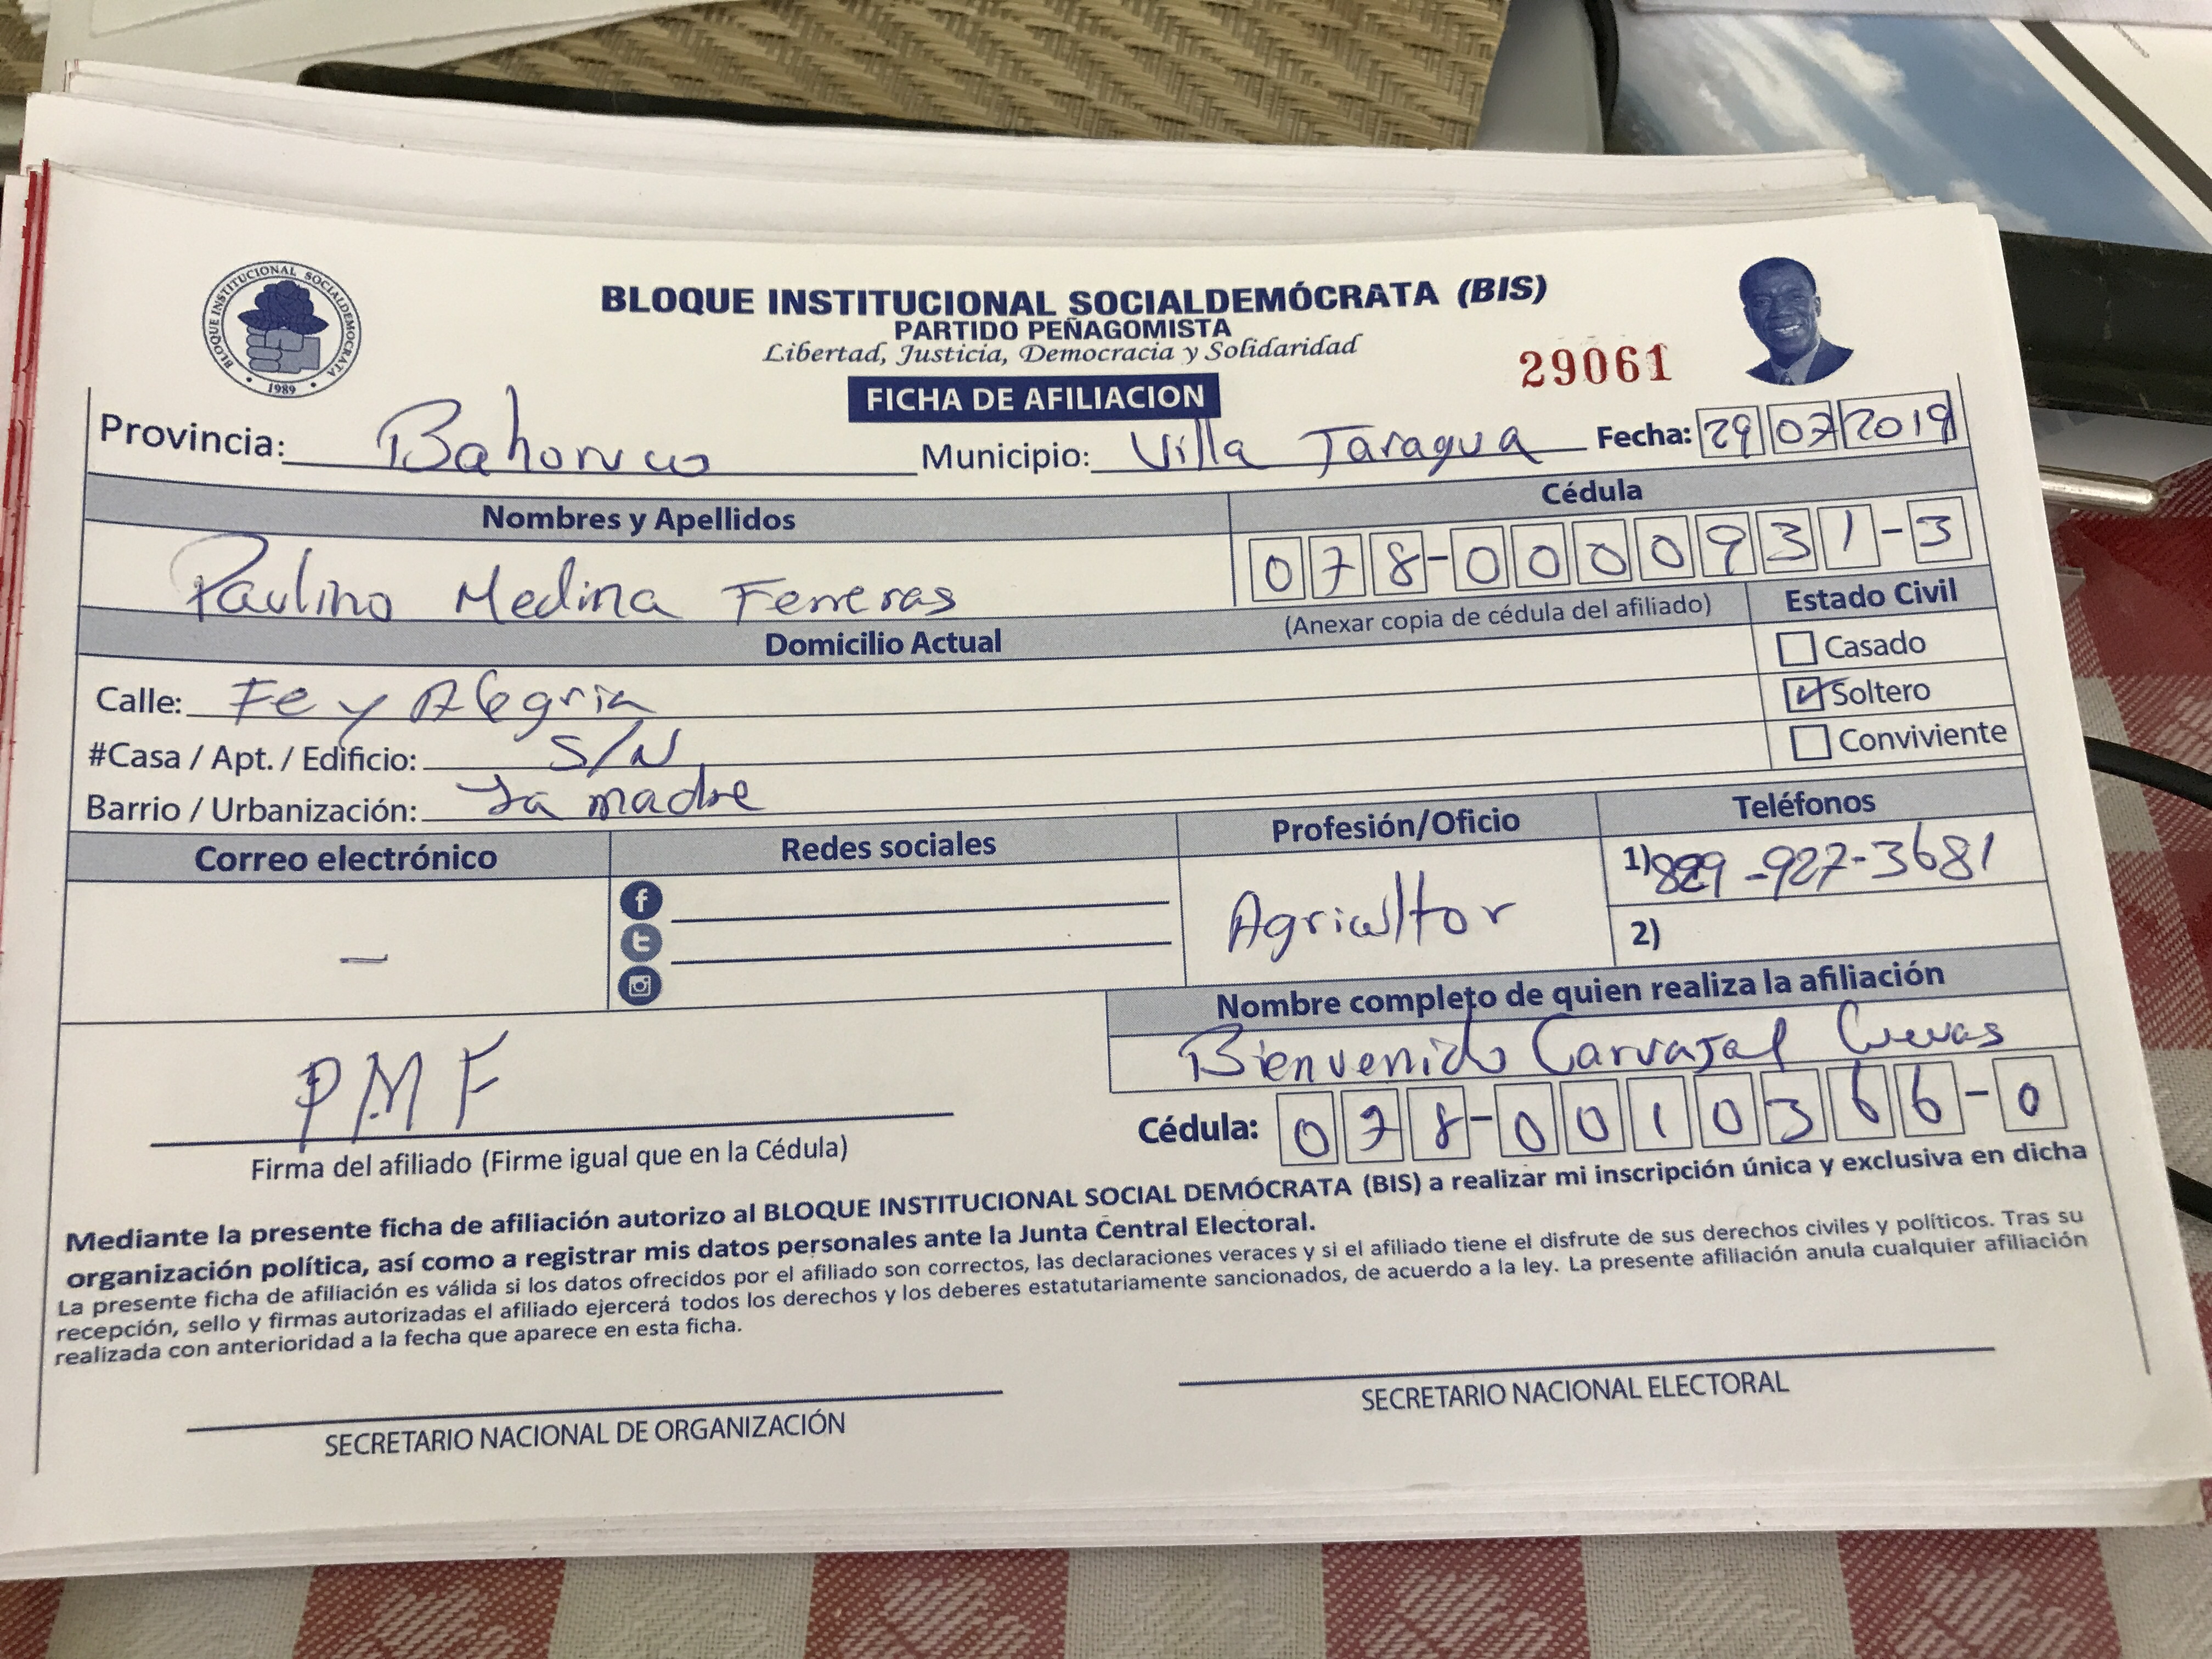 BLOQUE INSTITUCIONAL SOCIALDEMOCRATA
1989
BLOQUE INSTITUCIONAL SOCIALDEMÓCRATA (BIS)
PARTIDO PEÑAGOMISTA
Libertad, Justicia, Democracia y Solidaridad
29061
FICHA DE AFILIACION
Provincia: Bahoruco Municipio: Villa Jaragua Fecha: 29 07 2019
Nombres y Apellidos Cédula
Paulino Medina Ferreras 078-0000931-3
Domicilio Actual (Anexar copia de cédula del afiliado) Estado Civil
Casado
Calle: Fe y Alegria Soltero
#Casa / Apt. / Edificio: S/N Conviviente
Barrio / Urbanización: La madre
Correo electrónico Redes sociales Profesión/Oficio Teléfonos
— Agricultor 1) 829-927-3681
2)
Nombre completo de quien realiza la afiliación
Bienvenido Carvajal Cuevas
PMF Cédula: 078-0010366-0
Firma del afiliado (Firme igual que en la Cédula)
Mediante la presente ficha de afiliación autorizo al BLOQUE INSTITUCIONAL SOCIAL DEMÓCRATA (BIS) a realizar mi inscripción única y exclusiva en dicha
organización política, así como a registrar mis datos personales ante la Junta Central Electoral.
La presente ficha de afiliación es válida si los datos ofrecidos por el afiliado son correctos, las declaraciones veraces y si el afiliado tiene el disfrute de sus derechos civiles y políticos. Tras su
recepción, sello y firmas autorizadas el afiliado ejercerá todos los derechos y los deberes estatutariamente sancionados, de acuerdo a la ley. La presente afiliación anula cualquier afiliación
realizada con anterioridad a la fecha que aparece en esta ficha.
SECRETARIO NACIONAL DE ORGANIZACIÓN SECRETARIO NACIONAL ELECTORAL